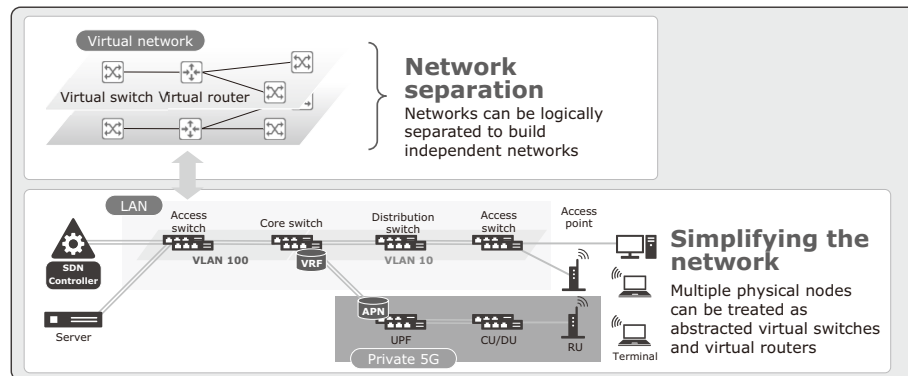 Virtual network
Virtual switch Virtual router
Network
separation
Networks can be logically
separated to build
independent networks
LAN
Access
switch
Core switch
Distribution
switch
Access
switch
Access
point
SDN
Controller
VLAN 100
VRF
VLAN 10
Simplifying the
network
Multiple physical nodes
can be treated as
abstracted virtual switches
and virtual routers
Server
APN
UPF
CU/DU
RU
Terminal
Private 5G